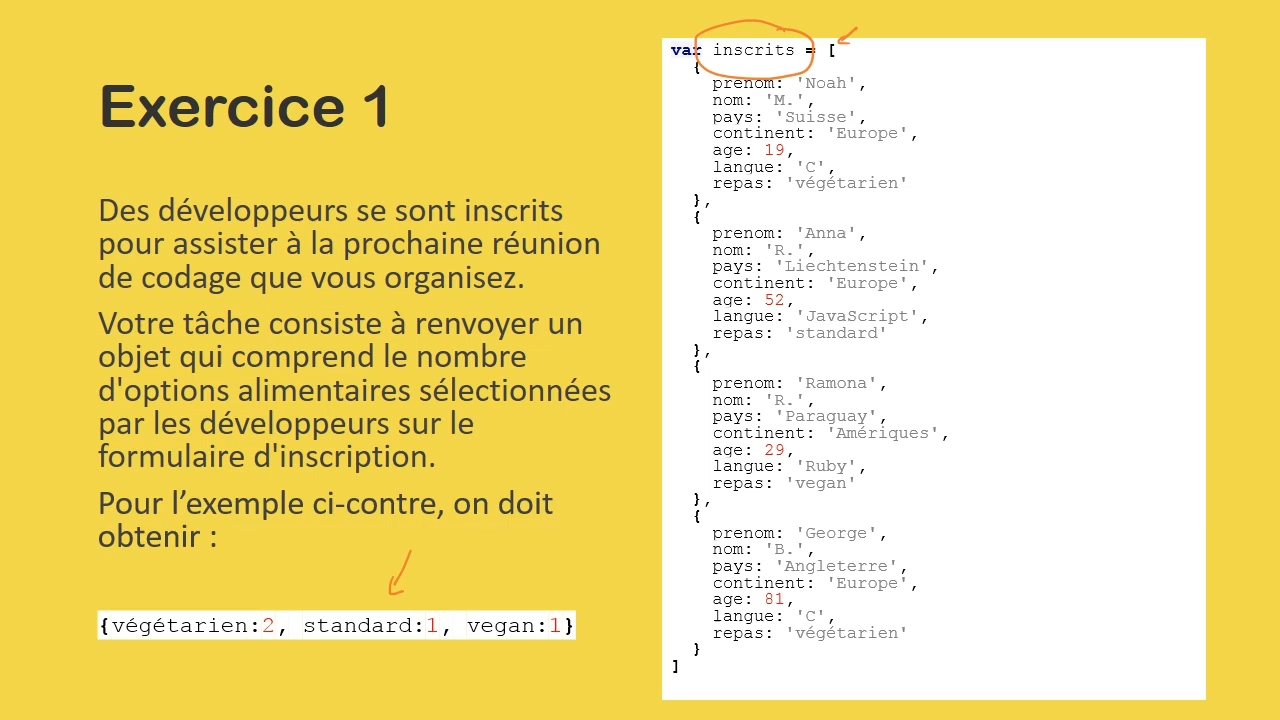 Exercice 1
Des développeurs se sont inscrits
pour assister à la prochaine réunion
de codage que vous organisez.
Votre tâche consiste à renvoyer un
objet qui comprend le nombre
d'options alimentaires sélectionnées
par les développeurs sur le
formulaire d'inscription.
Pour l’exemple ci-contre, on doit
obtenir :
{végétarien:2, standard:1, vegan:1}
var inscrits = [
{
prenom: 'Noah',
nom: 'M.',
pays: 'Suisse',
continent: 'Europe',
age: 19,
langue: 'C',
repas: 'végétarien'
},
{
prenom: 'Anna',
nom: 'R.',
pays: 'Liechtenstein',
continent: 'Europe',
age: 52,
langue: 'JavaScript',
repas: 'standard'
},
{
prenom: 'Ramona',
nom: 'R.',
pays: 'Paraguay',
continent: 'Amériques',
age: 29,
langue: 'Ruby',
repas: 'vegan'
},
{
prenom: 'George',
nom: 'B.',
pays: 'Angleterre',
continent: 'Europe',
age: 81,
langue: 'C',
repas: 'végétarien'
}
]